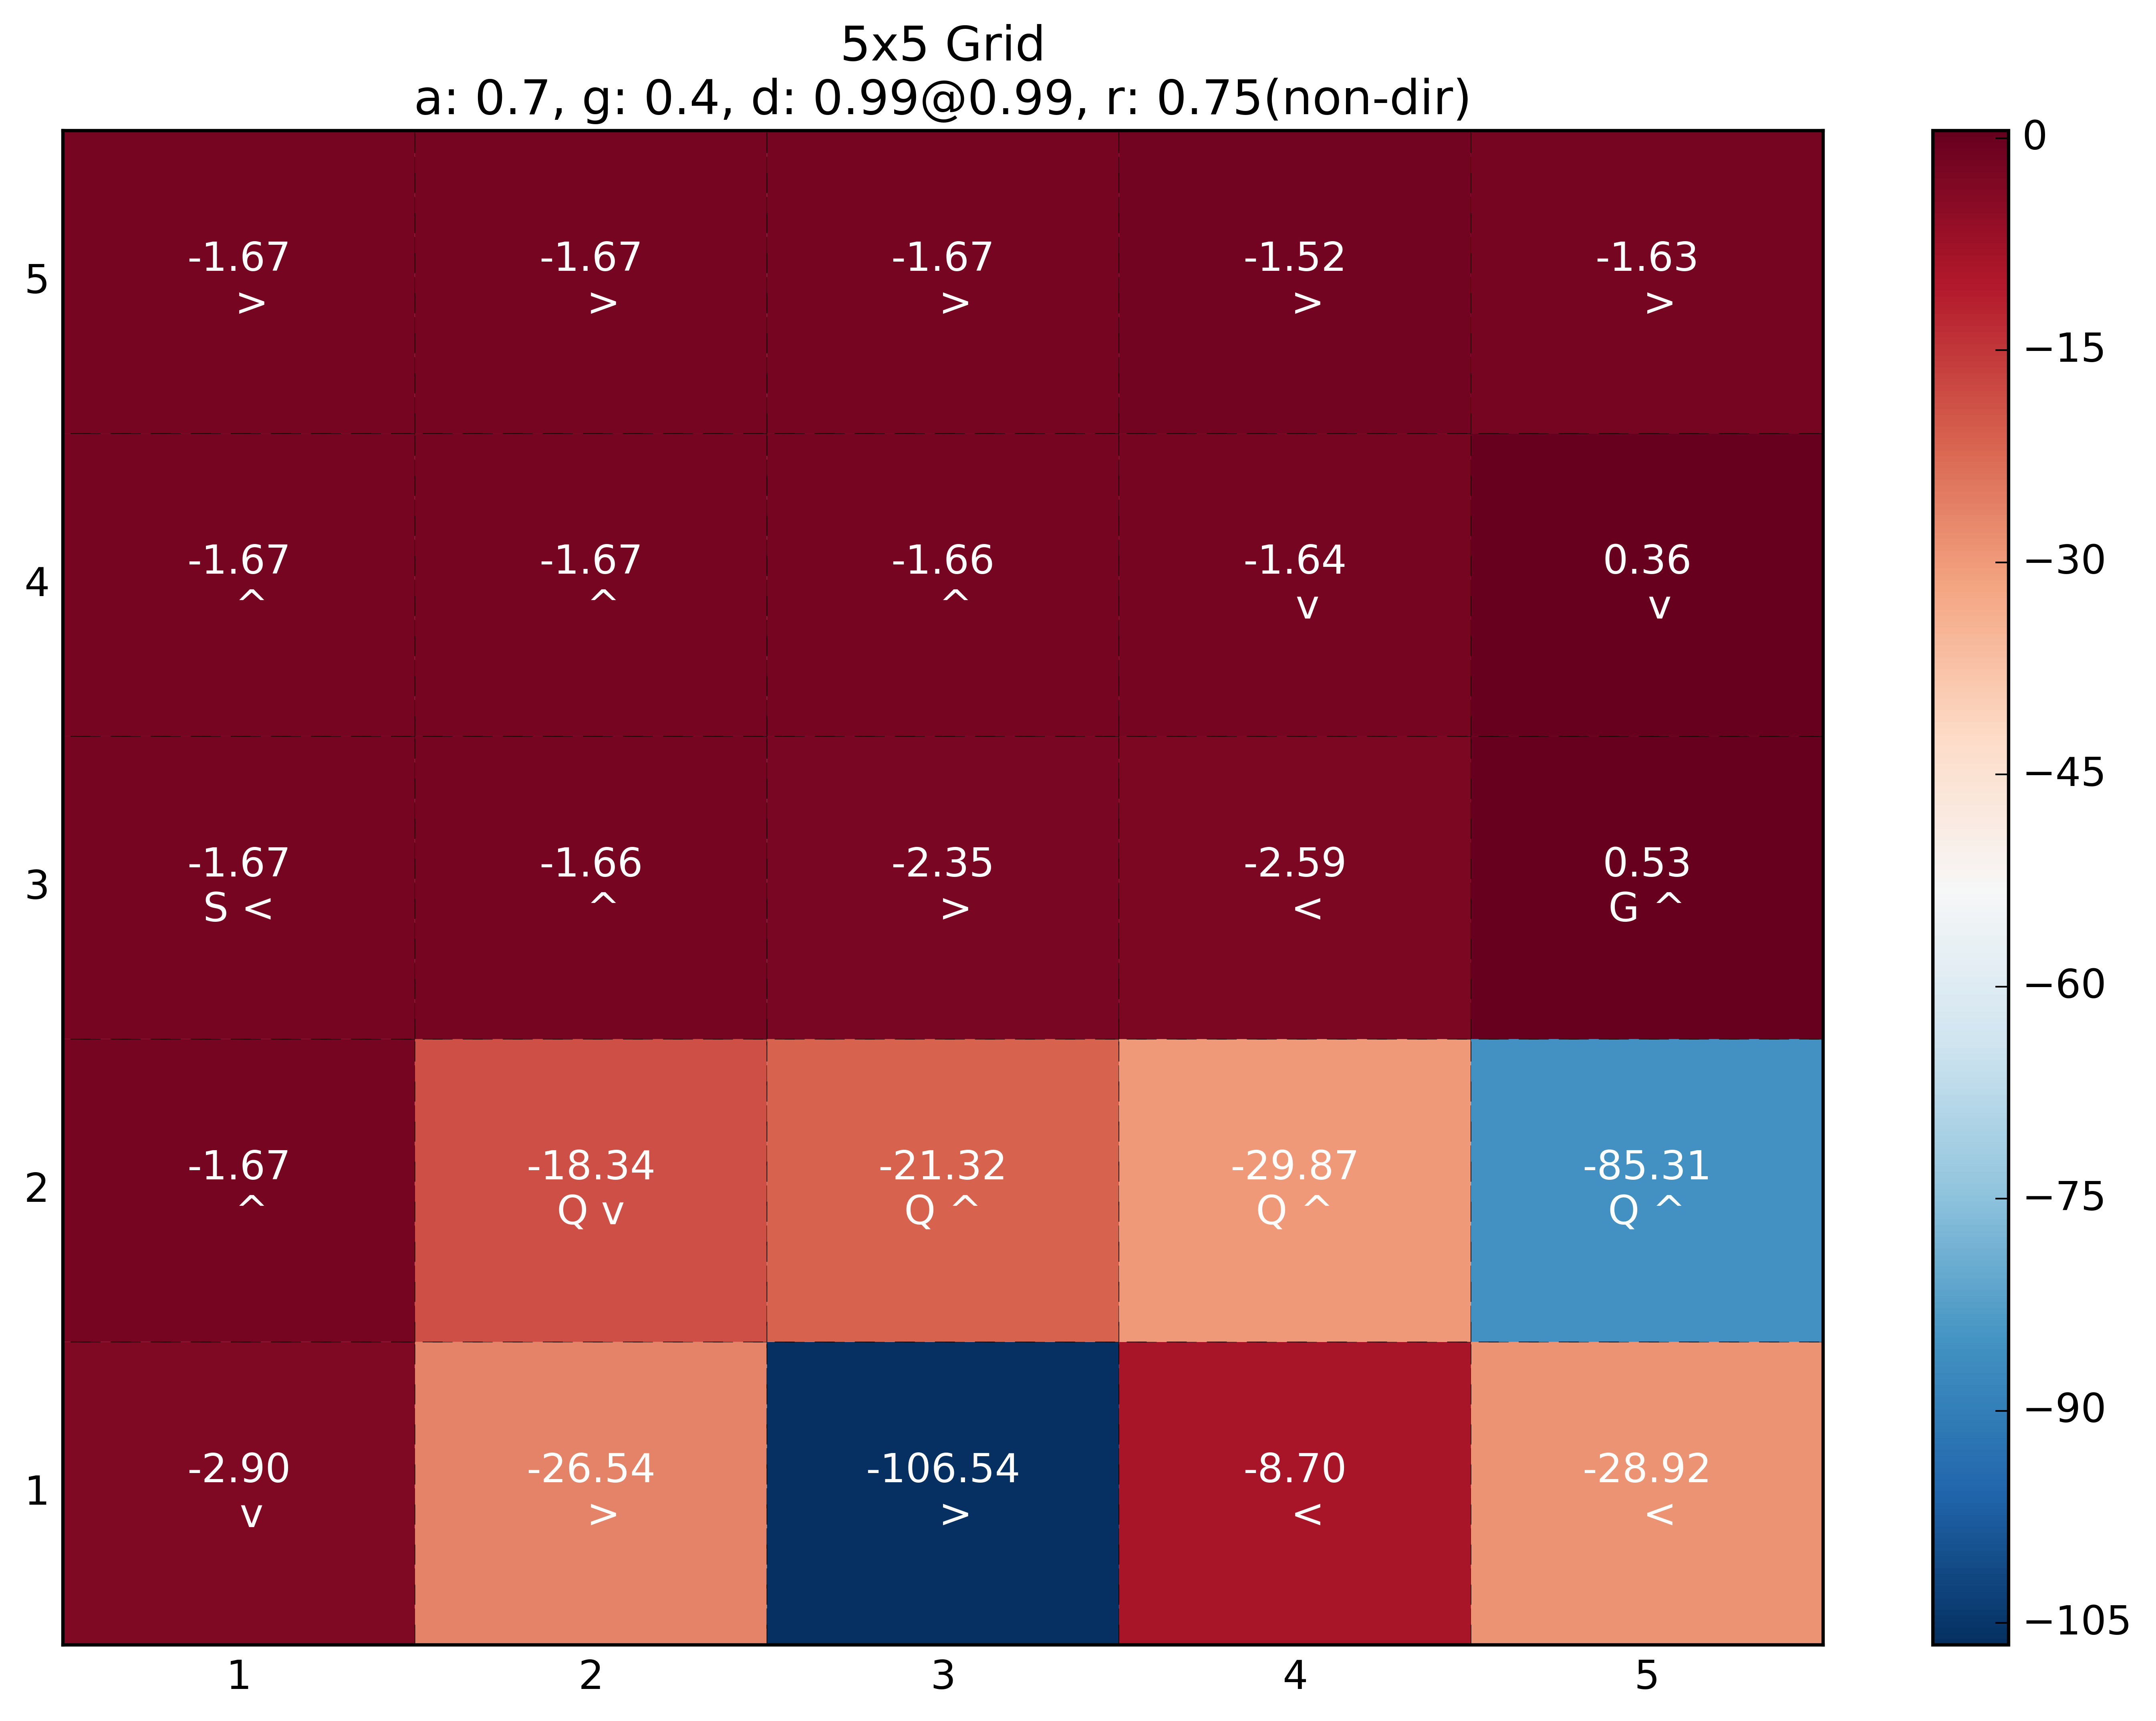 5x5 Grid
a: 0.7, g: 0.4, d: 0.99@0.99, r: 0.75(non-dir)
5
-1.67 -1.67 -1.67 -1.52 -1.63
> > > > >
4
-1.67 -1.67 -1.66 -1.64 0.36
^ ^ ^ v v
3
-1.67 -1.66 -2.35 -2.59 0.53
S < ^ > < G ^
2
-1.67 -18.34 -21.32 -29.87 -85.31
^ Q v Q ^ Q ^ Q ^
1
-2.90 -26.54 -106.54 -8.70 -28.92
v > > < <
1 2 3 4 5
0
−15
−30
−45
−60
−75
−90
−105